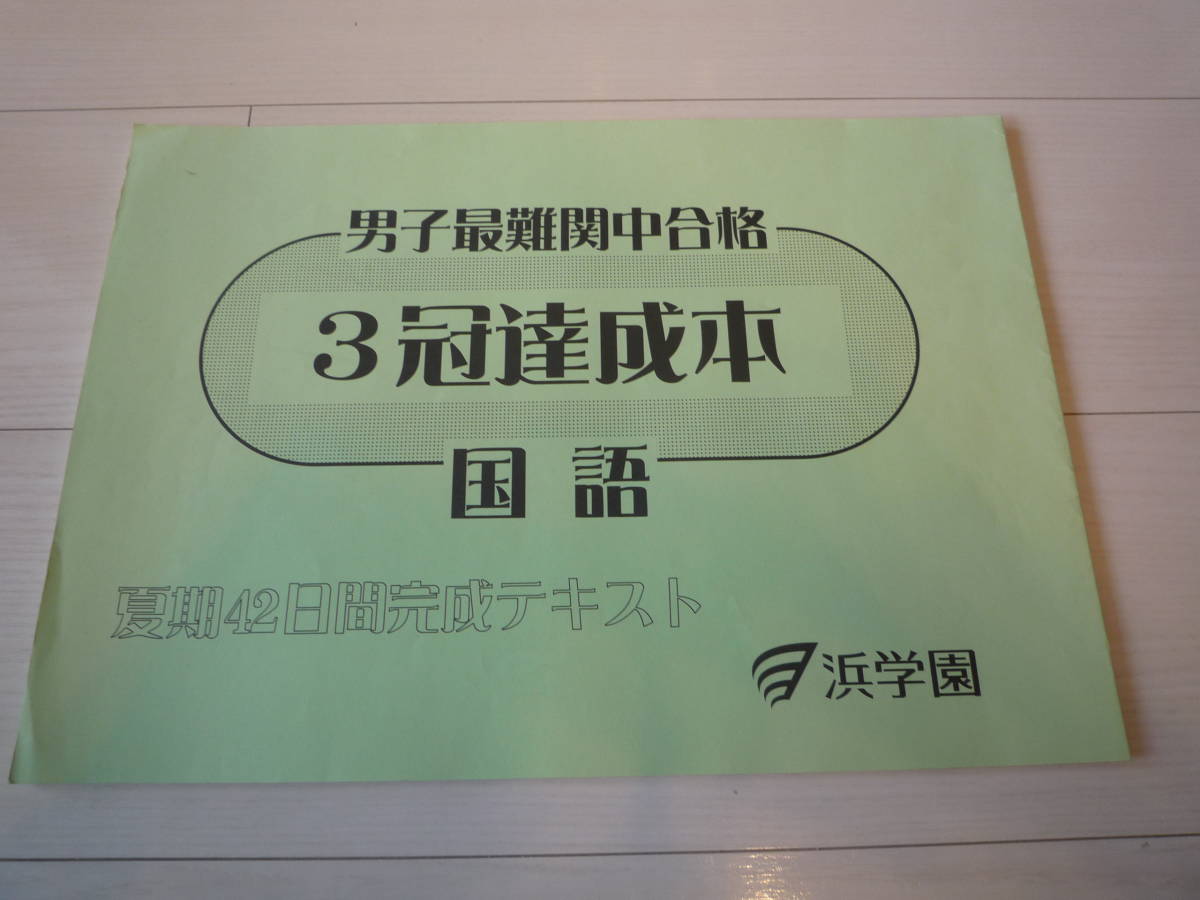 男子最難関中合格
3冠達成本
国語
夏期42日間完成テキスト
浜学園